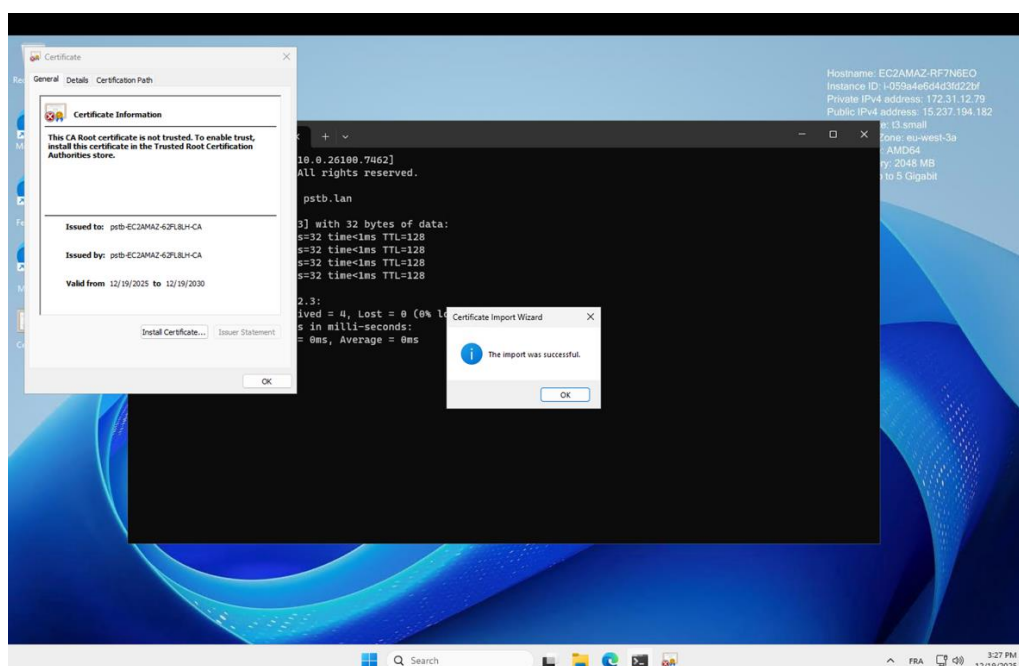 Certificate
General Details Certification Path
Certificate Information
This CA Root certificate is not trusted. To enable trust,
install this certificate in the Trusted Root Certification
Authorities store.
Issued to: pstb-EC2AMAZ-62FL8LH-CA
Issued by: pstb-EC2AMAZ-62FL8LH-CA
Valid from 12/19/2025 to 12/19/2030
Install Certificate... Issuer Statement
OK
Hostname: EC2AMAZ-RF7N6EO
Instance ID: i-059a4e6d4d3fd22bf
Private IPv4 address: 172.31.12.79
Public IPv4 address: 15.237.194.182
e: t3.small
Zone: eu-west-3a
: AMD64
ry: 2048 MB
to 5 Gigabit
10.0.26100.7462]
All rights reserved.
pstb.lan
3] with 32 bytes of data:
s=32 time<1ms TTL=128
s=32 time<1ms TTL=128
s=32 time<1ms TTL=128
s=32 time<1ms TTL=128
2.3:
ived = 4, Lost = 0 (0% lo
s in milli-seconds:
= 0ms, Average = 0ms
Certificate Import Wizard
The import was successful.
OK
Search
FRA
3:27 PM
12/19/2025